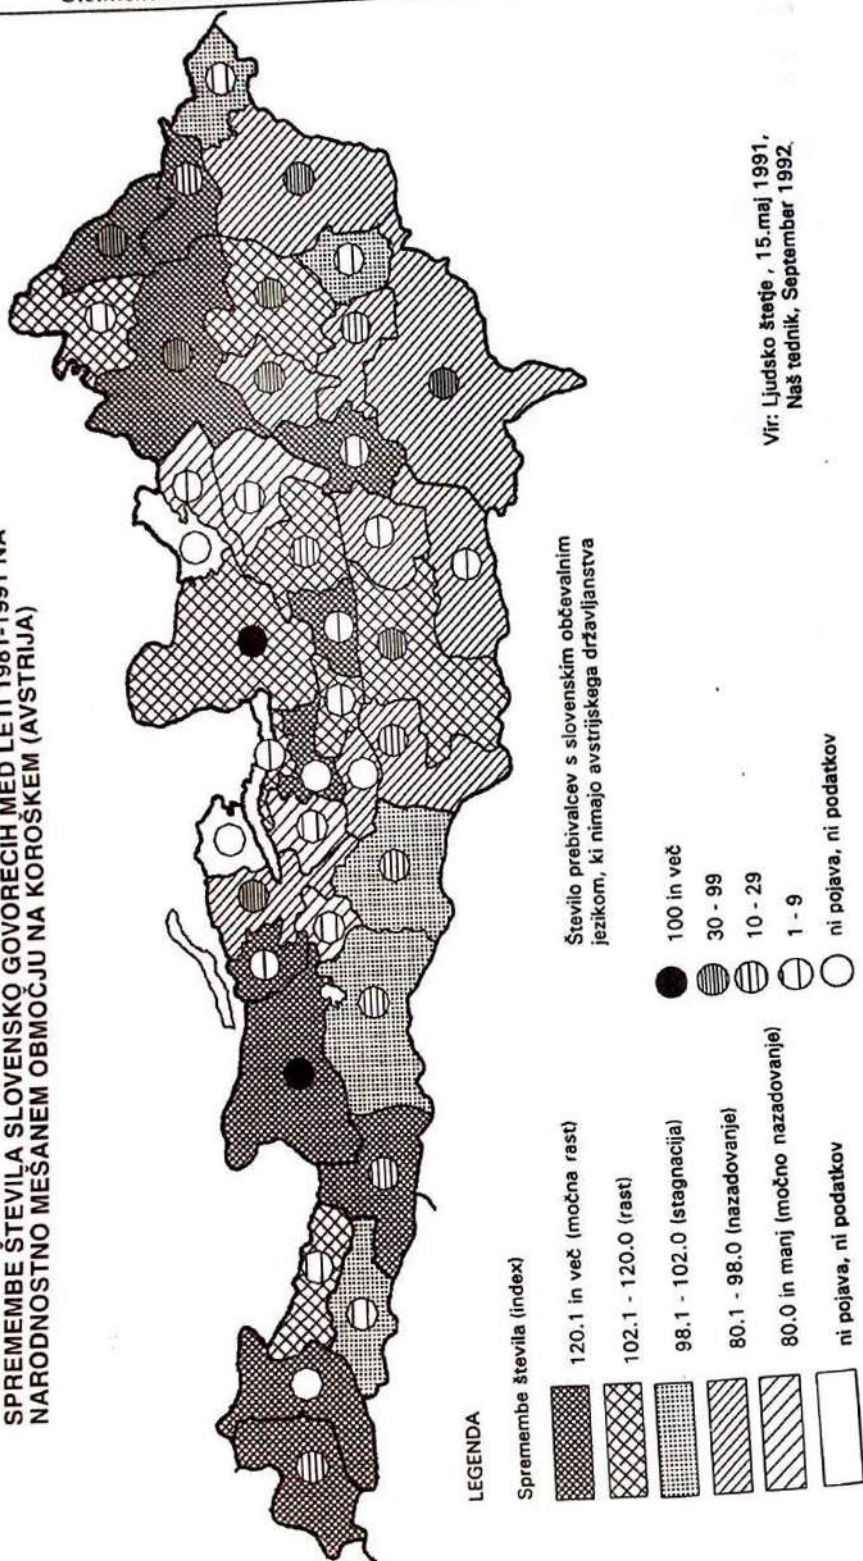 SPREMEMBE ŠTEVILA SLOVENSKO GOVOREČIH MED LETI 1981-1991 NA
NARODNOSTNO MEŠANEM OBMOČJU NA KOROŠKEM (AVSTRIJA)
LEGENDA
Spremembe števila (index)
120.1 in več (močna rast)
102.1 - 120.0 (rast)
98.1 - 102.0 (stagnacija)
80.1 - 98.0 (nazadovanje)
80.0 in manj (močno nazadovanje)
ni pojava, ni podatkov
Število prebivalcev s slovenskim občevalnim
jezikom, ki nimajo avstrijskega državljanstva
100 in več
30 - 99
10 - 29
1 - 9
ni pojava, ni podatkov
Vir: Ljudsko štetje , 15.maj 1991,
Naš tednik, September 1992.